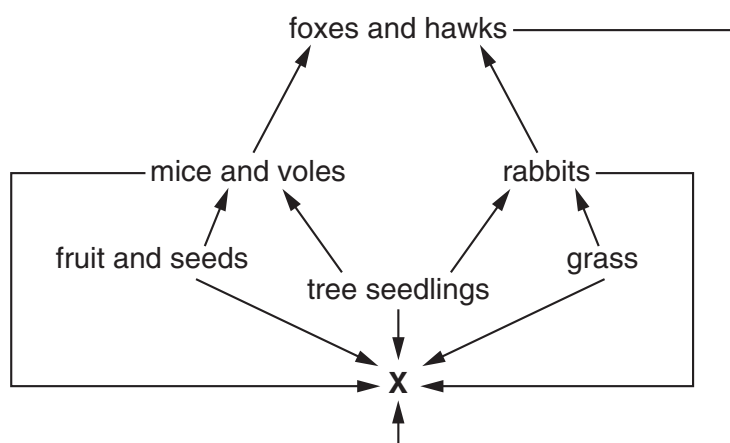 foxes and hawks
mice and voles
rabbits
fruit and seeds
grass
tree seedlings
X